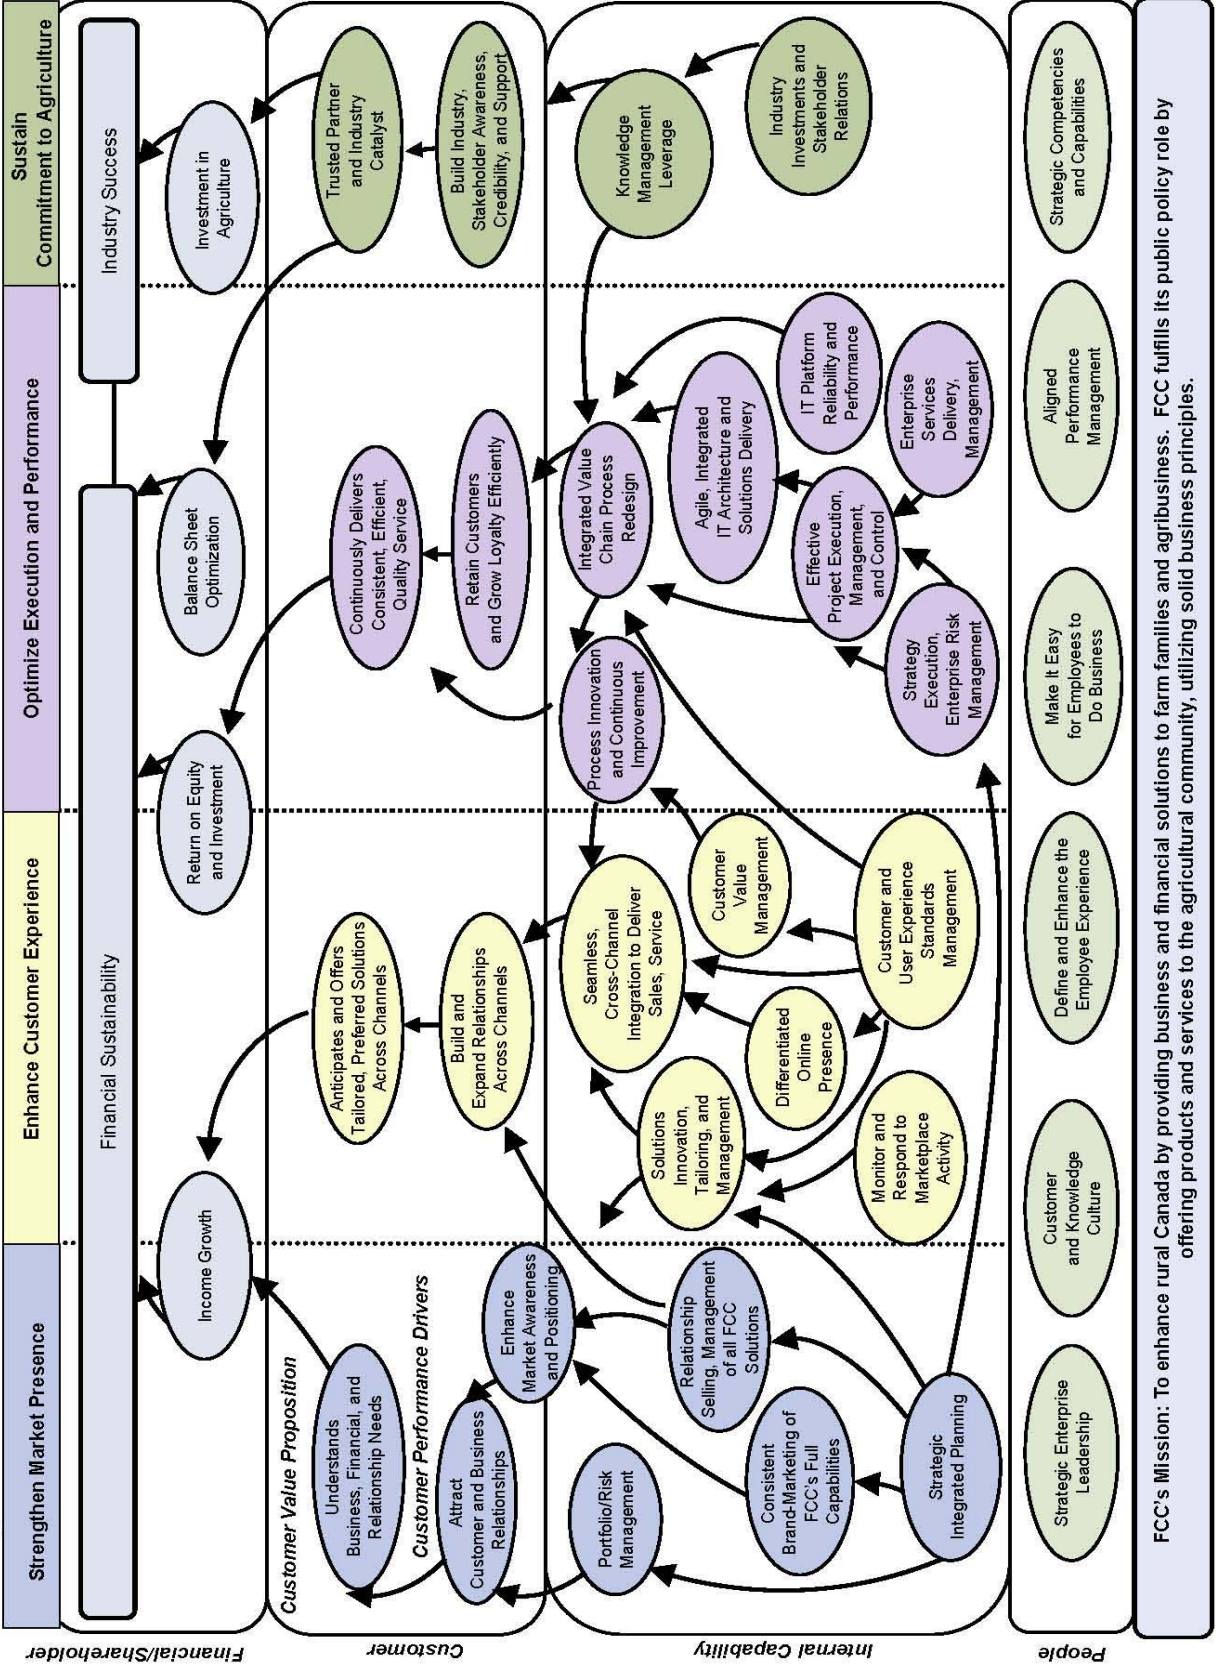 Strengthen Market Presence
Enhance Customer Experience
Optimize Execution and Performance
Sustain
Commitment to Agriculture
Financial/Shareholder
Financial Sustainability
Industry Success
Income Growth
Return on Equity
and Investment
Balance Sheet
Optimization
Investment in
Agriculture
Customer
Customer Value Proposition
Understands
Business, Financial, and
Relationship Needs
Anticipates and Offers
Tailored, Preferred Solutions
Across Channels
Continuously Delivers
Consistent, Efficient,
Quality Service
Trusted Partner
and Industry
Catalyst
Customer Performance Drivers
Attract
Customer and Business
Relationships
Enhance
Market Awareness
and Positioning
Build and
Expand Relationships
Across Channels
Retain Customers
and Grow Loyalty Efficiently
Build Industry,
Stakeholder Awareness,
Credibility, and Support
Internal Capability
Portfolio/Risk
Management
Relationship
Selling, Management
of all FCC
Solutions
Consistent
Brand-Marketing of
FCC's Full
Capabilities
Strategic
Integrated Planning
Seamless,
Cross-Channel
Integration to Deliver
Sales, Service
Solutions
Innovation,
Tailoring, and
Management
Customer
Value
Management
Differentiated
Online
Presence
Monitor and
Respond to
Marketplace
Activity
Customer and
User Experience
Standards
Management
Process Innovation
and Continuous
Improvement
Integrated Value
Chain Process
Redesign
Agile, Integrated
IT Architecture and
Solutions Delivery
IT Platform
Reliability and
Performance
Effective
Project Execution,
Management,
and Control
Strategy
Execution,
Enterprise Risk
Management
Enterprise
Services
Delivery,
Management
Knowledge
Management
Leverage
Industry
Investments and
Stakeholder
Relations
People
Strategic Enterprise
Leadership
Customer
and Knowledge
Culture
Define and Enhance the
Employee Experience
Make It Easy
for Employees to
Do Business
Aligned
Performance
Management
Strategic Competencies
and Capabilities
FCC's Mission: To enhance rural Canada by providing business and financial solutions to farm families and agribusiness. FCC fulfills its public policy role by
offering products and services to the agricultural community, utilizing solid business principles.